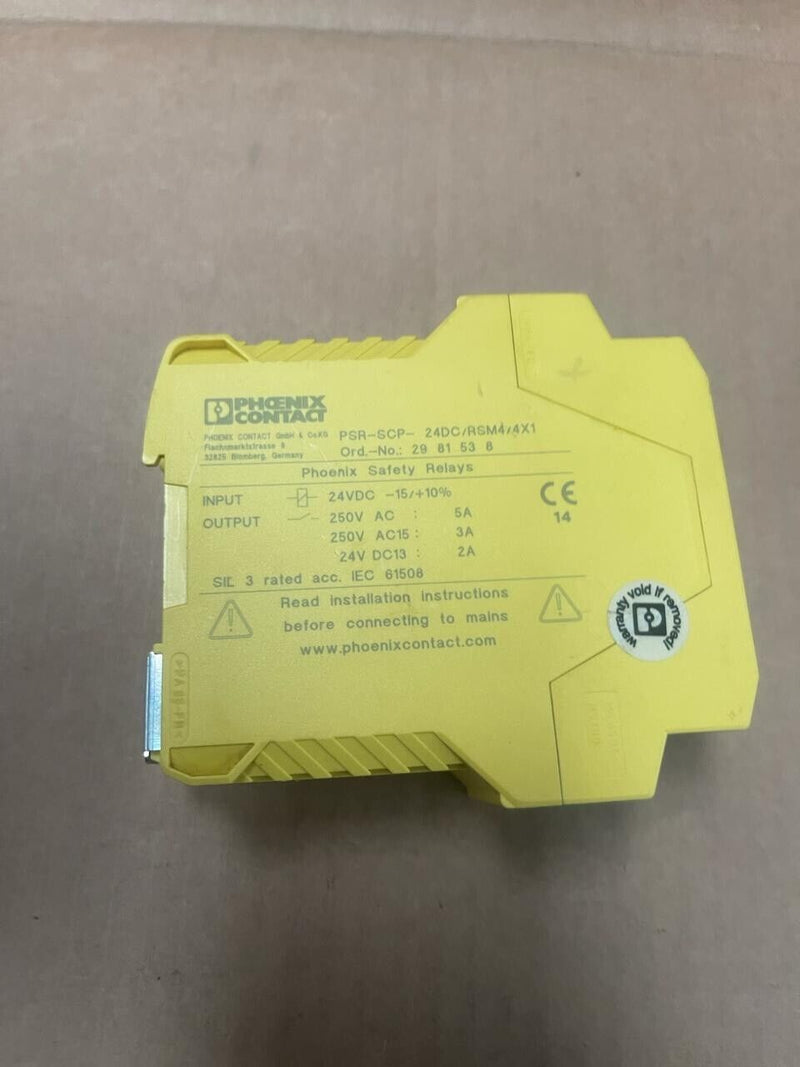 PHOENIX
CONTACT
PHOENIX CONTACT GmbH & Co.KG
Flachsmarktstrasse 8
32825 Blomberg, Germany
PSR-SCP- 24DC/RSM4/4X1
Ord.-No.: 29 81 53 8
Phoenix Safety Relays
INPUT 24VDC -15/+10%
OUTPUT 250V AC : 5A
250V AC15 : 3A
24V DC13 : 2A
CE
14
SIL 3 rated acc. IEC 61508
Read installation instructions
before connecting to mains
www.phoenixcontact.com
warranty void if removed!